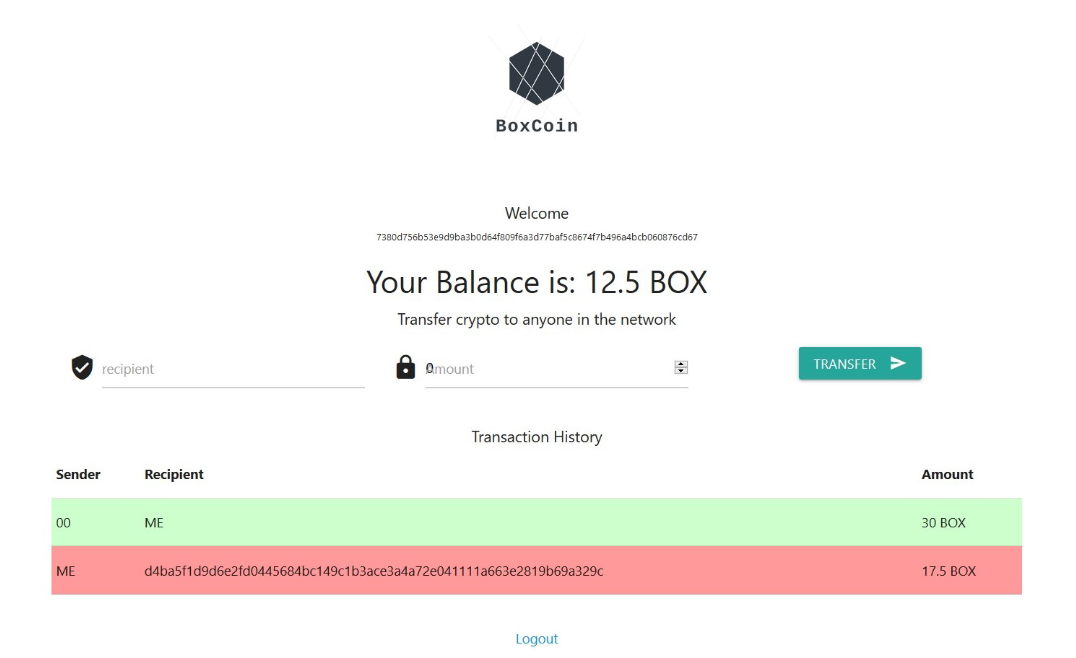 BoxCoin
Welcome
7380d756b53e9d9ba3b0d64f809f6a3d77baf5c8674f7b496a4bcb060876cd67
Your Balance is: 12.5 BOX
Transfer crypto to anyone in the network
recipient
0
Amount
TRANSFER
Transaction History
Sender Recipient Amount
00 ME 30 BOX
ME d4ba5f1d9d6e2fd0445684bc149c1b3ace3a4a72e041111a663e2819b69a329c 17.5 BOX
Logout